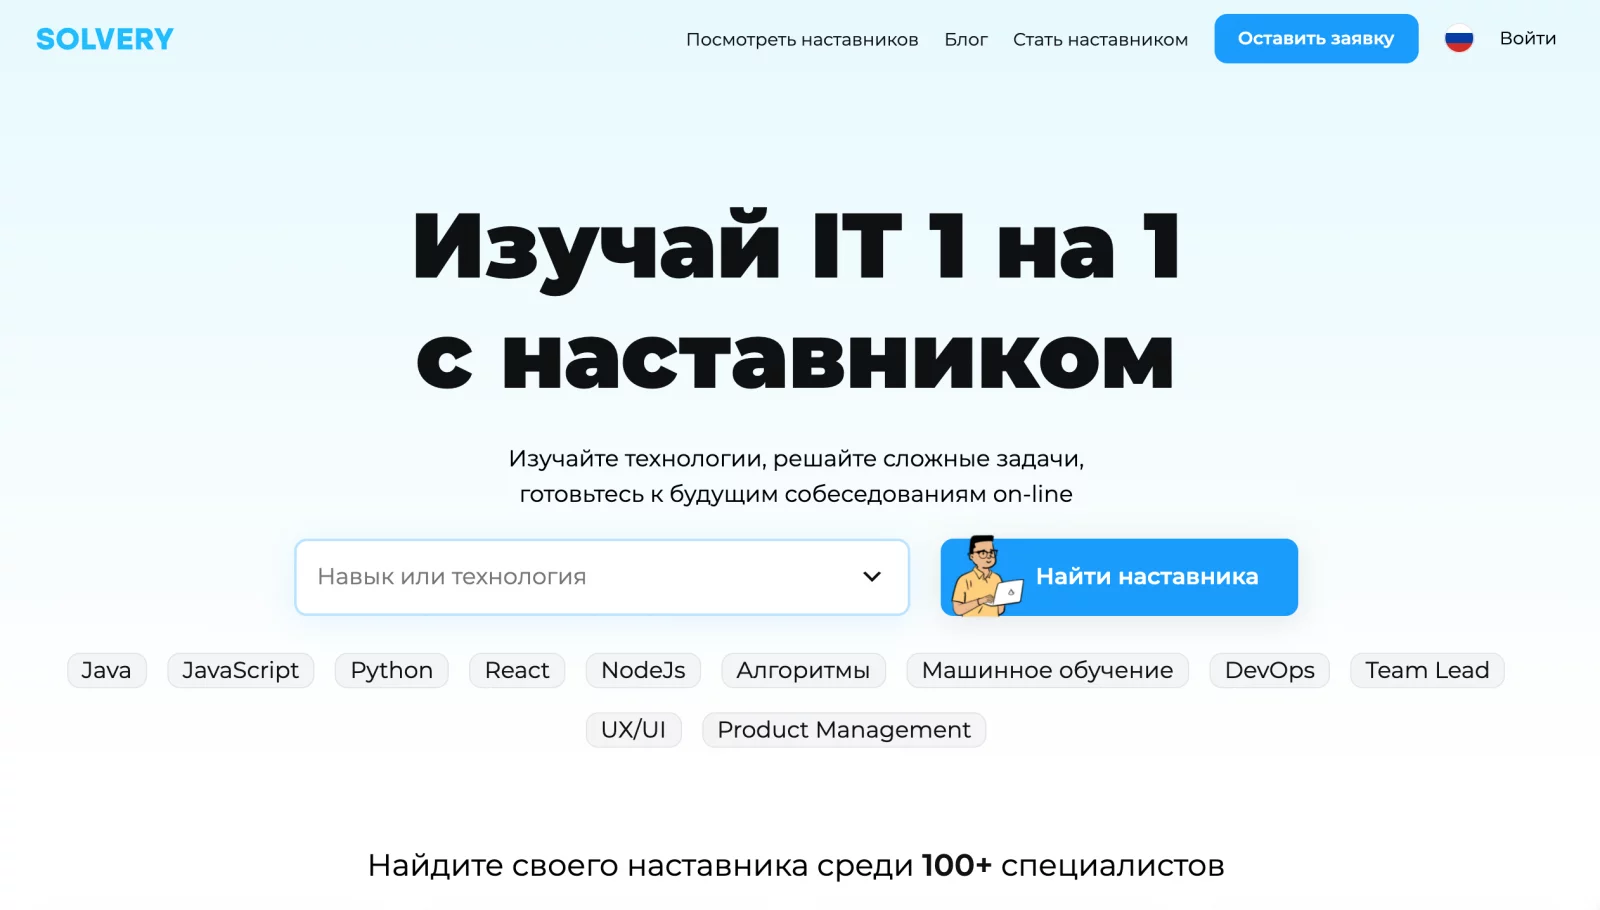 SOLVERY
Посмотреть наставников
Блог
Стать наставником
Оставить заявку
Войти
Изучай IT 1 на 1
с наставником
Изучайте технологии, решайте сложные задачи,
готовьтесь к будущим собеседованиям on-line
Навык или технология
Найти наставника
Java
JavaScript
Python
React
NodeJs
Алгоритмы
Машинное обучение
DevOps
Team Lead
UX/UI
Product Management
Найдите своего наставника среди 100+ специалистов